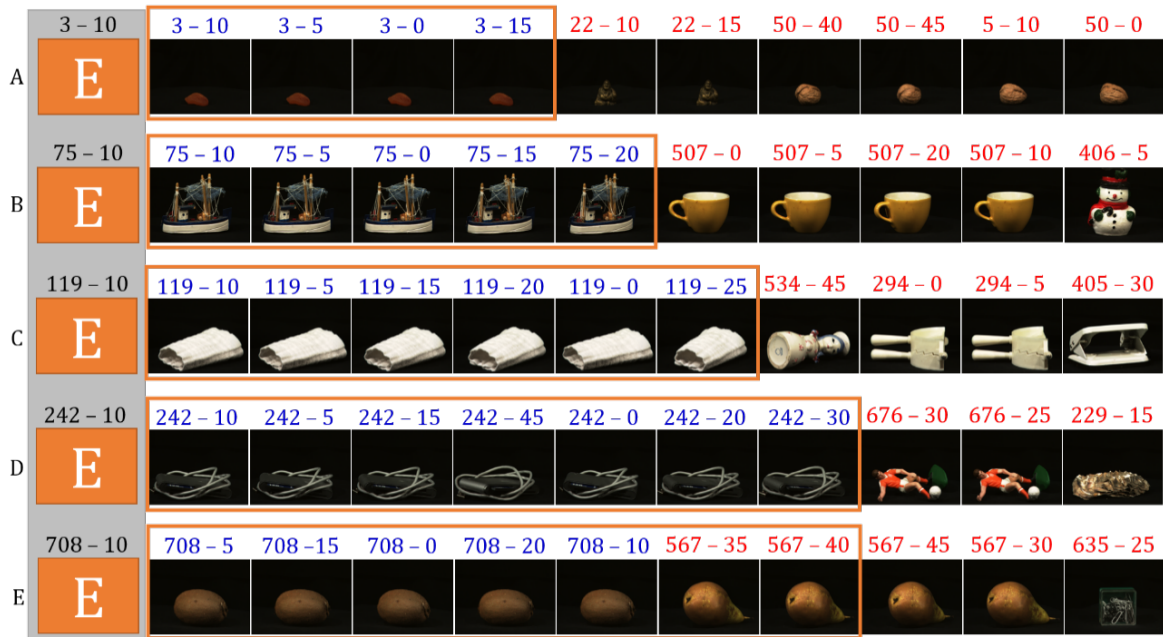 3 – 10 3 – 10 3 – 5 3 – 0 3 – 15 22 – 10 22 – 15 50 – 40 50 – 45 5 – 10 50 – 0
A E
75 – 10 75 – 10 75 – 5 75 – 0 75 – 15 75 – 20 507 – 0 507 – 5 507 – 20 507 – 10 406 – 5
B E
119 – 10 119 – 10 119 – 5 119 – 15 119 – 20 119 – 0 119 – 25 534 – 45 294 – 0 294 – 5 405 – 30
C E
242 – 10 242 – 10 242 – 5 242 – 15 242 – 45 242 – 0 242 – 20 242 – 30 676 – 30 676 – 25 229 – 15
D E
708 – 10 708 – 5 708 –15 708 – 0 708 – 20 708 – 10 567 – 35 567 – 40 567 – 45 567 – 30 635 – 25
E E